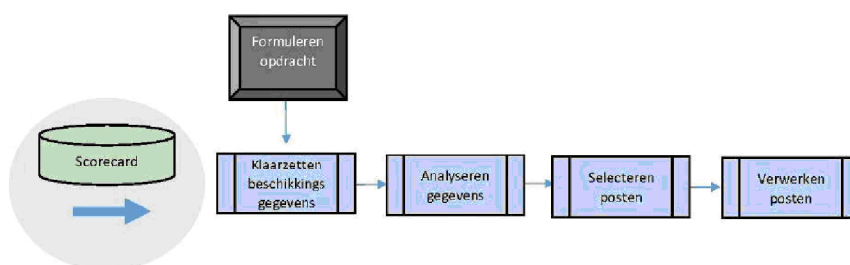 Formuleren
opdracht
Scorecard
Klaarzetten
beschikkings
gegevens
Analyseren
gegevens
Selecteren
posten
Verwerken
posten